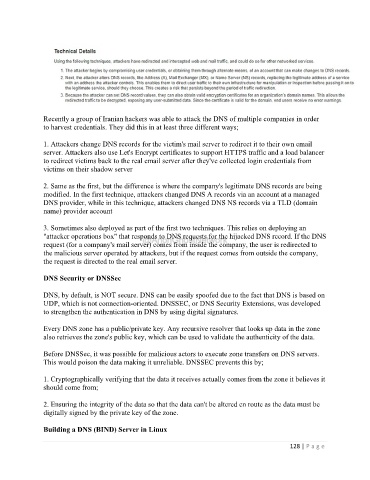 Technical Details
Using the following techniques, attackers have redirected and intercepted web and mail traffic, and could do so for other networked services.
1. The attacker begins by compromising user credentials, or obtaining them through alternate means, of an account that can make changes to DNS records.
2. Next, the attacker alters DNS records, like Address (A), Mail Exchanger (MX), or Name Server (NS) records, replacing the legitimate address of a service
with an address the attacker controls. This enables them to direct user traffic to their own infrastructure for manipulation or inspection before passing it on to
the legitimate service, should they choose. This creates a risk that persists beyond the period of traffic redirection.
3. Because the attacker can set DNS record values, they can also obtain valid encryption certificates for an organization's domain names. This allows the
redirected traffic to be decrypted, exposing any user-submitted data. Since the certificate is valid for the domain, end users receive no error warnings.
Recently a group of Iranian hackers was able to attack the DNS of multiple companies in order
to harvest credentials. They did this in at least three different ways;
1. Attackers change DNS records for the victim's mail server to redirect it to their own email
server. Attackers also use Let's Encrypt certificates to support HTTPS traffic and a load balancer
to redirect victims back to the real email server after they've collected login credentials from
victims on their shadow server
2. Same as the first, but the difference is where the company's legitimate DNS records are being
modified. In the first technique, attackers changed DNS A records via an account at a managed
DNS provider, while in this technique, attackers changed DNS NS records via a TLD (domain
name) provider account
3. Sometimes also deployed as part of the first two techniques. This relies on deploying an
"attacker operations box" that responds to DNS requests for the hijacked DNS record. If the DNS
request (for a company's mail server) comes from inside the company, the user is redirected to
the malicious server operated by attackers, but if the request comes from outside the company,
the request is directed to the real email server.
DNS Security or DNSSec
DNS, by default, is NOT secure. DNS can be easily spoofed due to the fact that DNS is based on
UDP, which is not connection-oriented. DNSSEC, or DNS Security Extensions, was developed
to strengthen the authentication in DNS by using digital signatures.
Every DNS zone has a public/private key. Any recursive resolver that looks up data in the zone
also retrieves the zone's public key, which can be used to validate the authenticity of the data.
Before DNSSec, it was possible for malicious actors to execute zone transfers on DNS servers.
This would poison the data making it unreliable. DNSSEC prevents this by;
1. Cryptographically verifying that the data it receives actually comes from the zone it believes it
should come from;
2. Ensuring the integrity of the data so that the data can't be altered en route as the data must be
digitally signed by the private key of the zone.
Building a DNS (BIND) Server in Linux
128 | Page